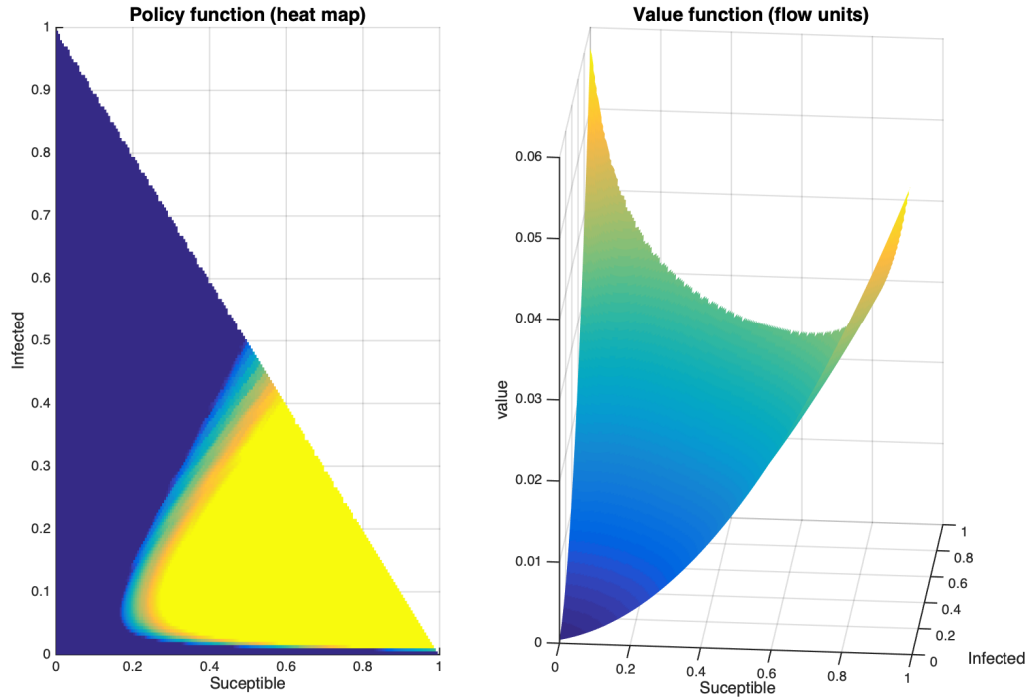 Policy function (heat map)
1
0.9
0.8
0.7
0.6
0.5
0.4
0.3
0.2
0.1
0
Infected
0 0.2 0.4 0.6 0.8 1
Suceptible
Value function (flow units)
0.06
0.05
0.04
0.03
0.02
0.01
0
value
0 0.2 0.4 0.6 0.8 1
Suceptible
1
0.8
0.6
0.4
0.2
0
Infected